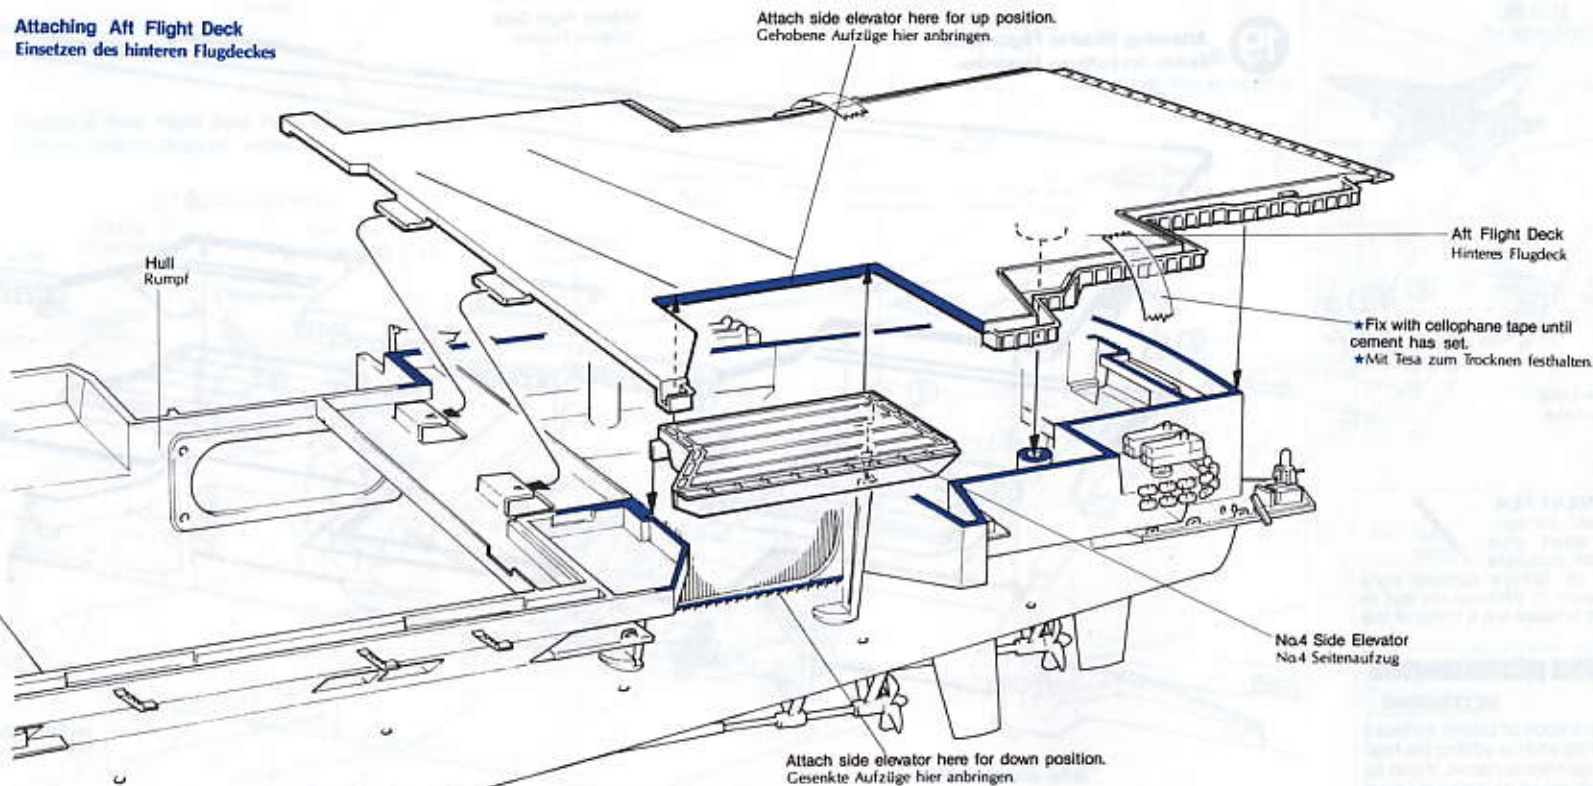 Attaching Aft Flight Deck
Einsetzen des hinteren Flugdeckes
Attach side elevator here for up position.
Gehobene Aufzüge hier anbringen
Hull
Rumpf
Aft Flight Deck
Hinteres Flugdeck
★Fix with cellophane tape until
cement has set.
★Mit Tesa zum Trocknen festhalten.
No.4 Side Elevator
No.4 Seitenaufzug
Attach side elevator here for down position.
Gesenkte Aufzüge hier anbringen